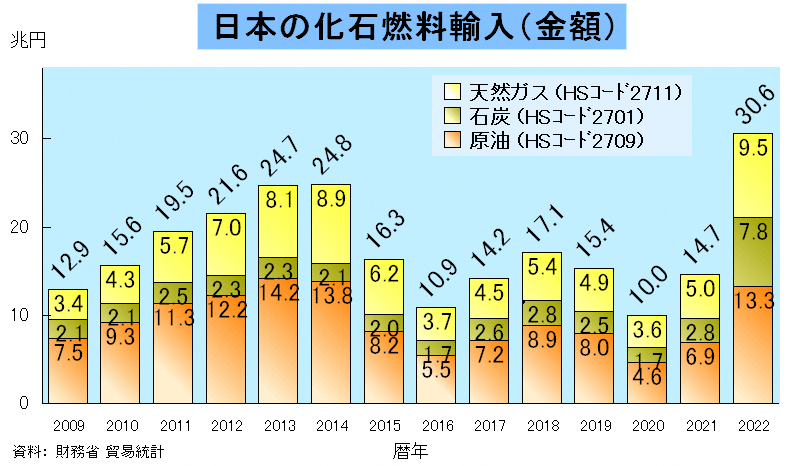 日本の化石燃料輸入（金額）
兆円
天然ガス（HSコード2711）
石炭（HSコード2701）
原油（HSコード2709）
30
20
10
0
12.9 15.6 19.5 21.6 24.7 24.8 16.3 10.9 14.2 17.1 15.4 10.0 14.7 30.6
3.4 4.3 5.7 7.0 8.1 8.9 6.2 3.7 4.5 5.4 4.9 3.6 5.0 9.5
2.1 2.1 2.5 2.3 2.3 2.1 2.0 1.7 2.6 2.8 2.5 1.7 2.8 7.8
7.5 9.3 11.3 12.2 14.2 13.8 8.2 5.5 7.2 8.9 8.0 4.6 6.9 13.3
2009 2010 2011 2012 2013 2014 2015 2016 2017 2018 2019 2020 2021 2022
資料: 財務省 貿易統計
暦年